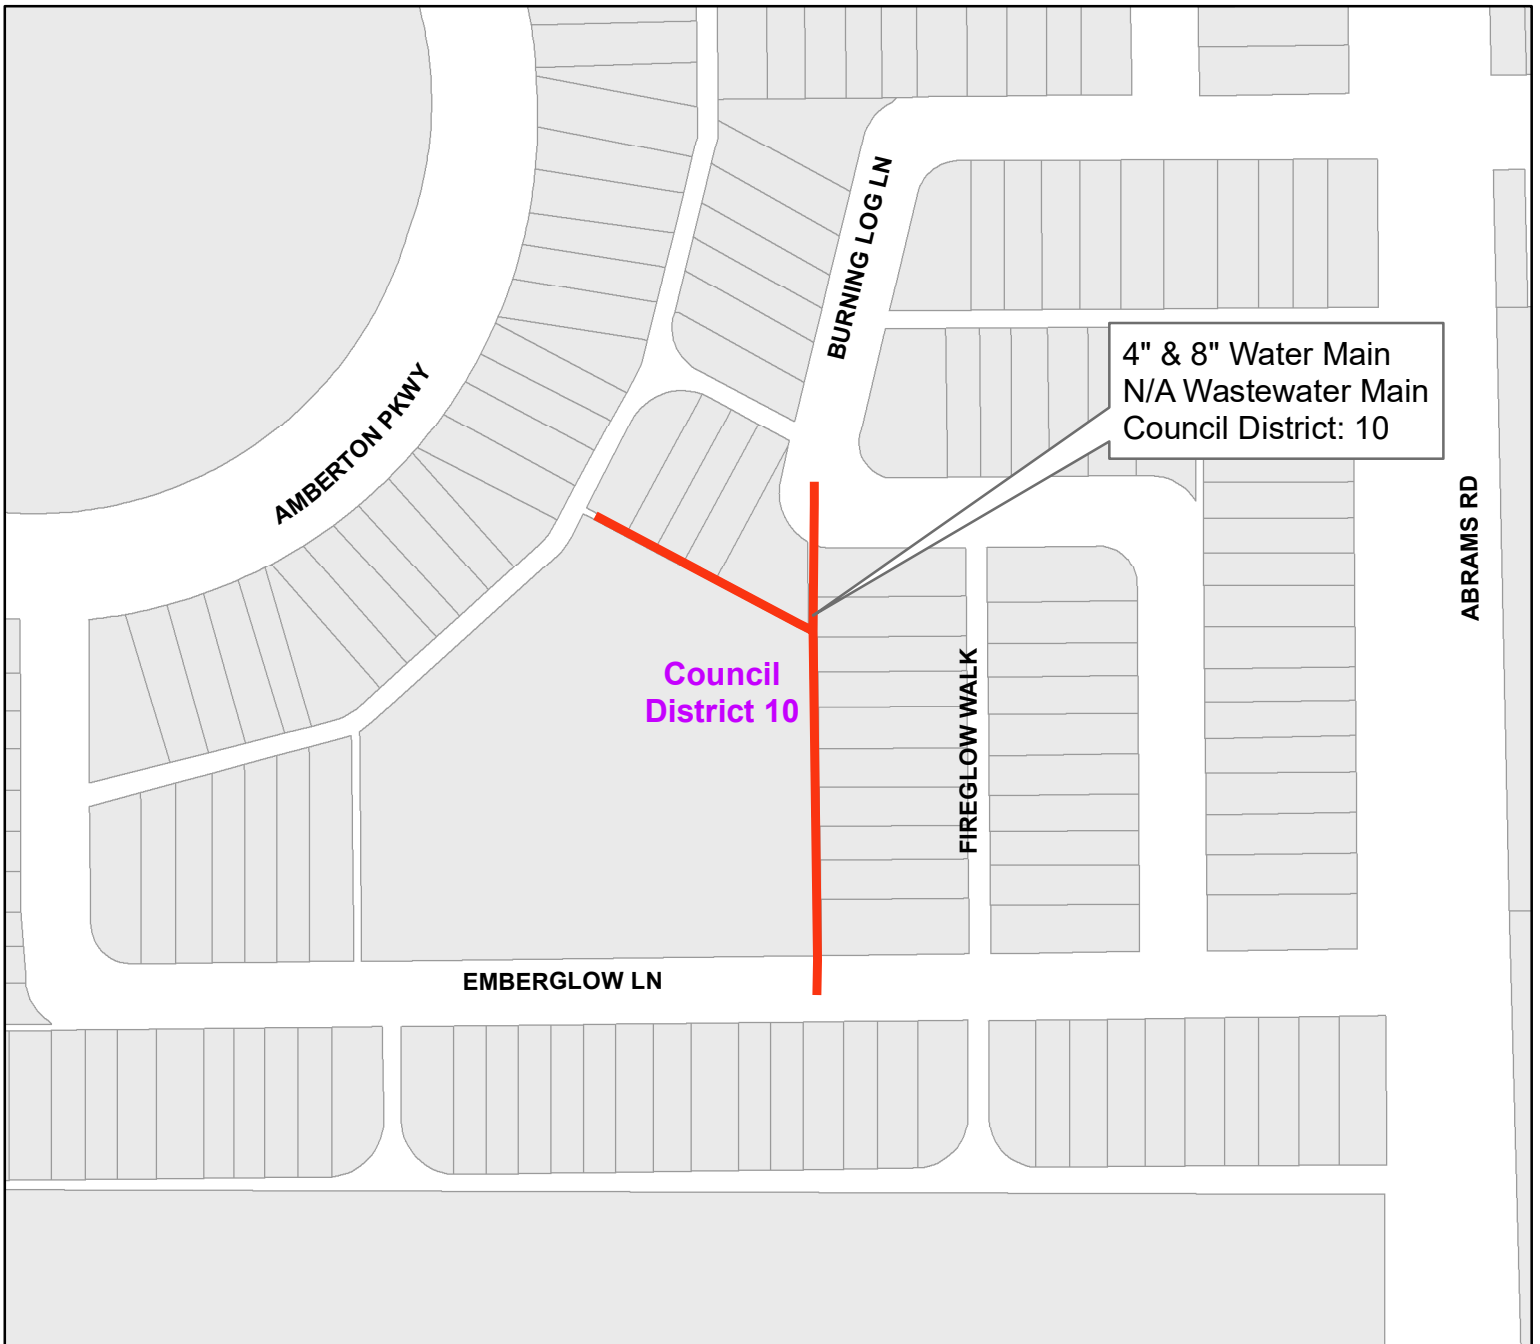 BURNING LOG LN
4" & 8" Water Main
N/A Wastewater Main
Council District: 10
AMBERTON PKWY
ABRAMS RD
Council
District 10
FIREGLOW WALK
EMBERGLOW LN